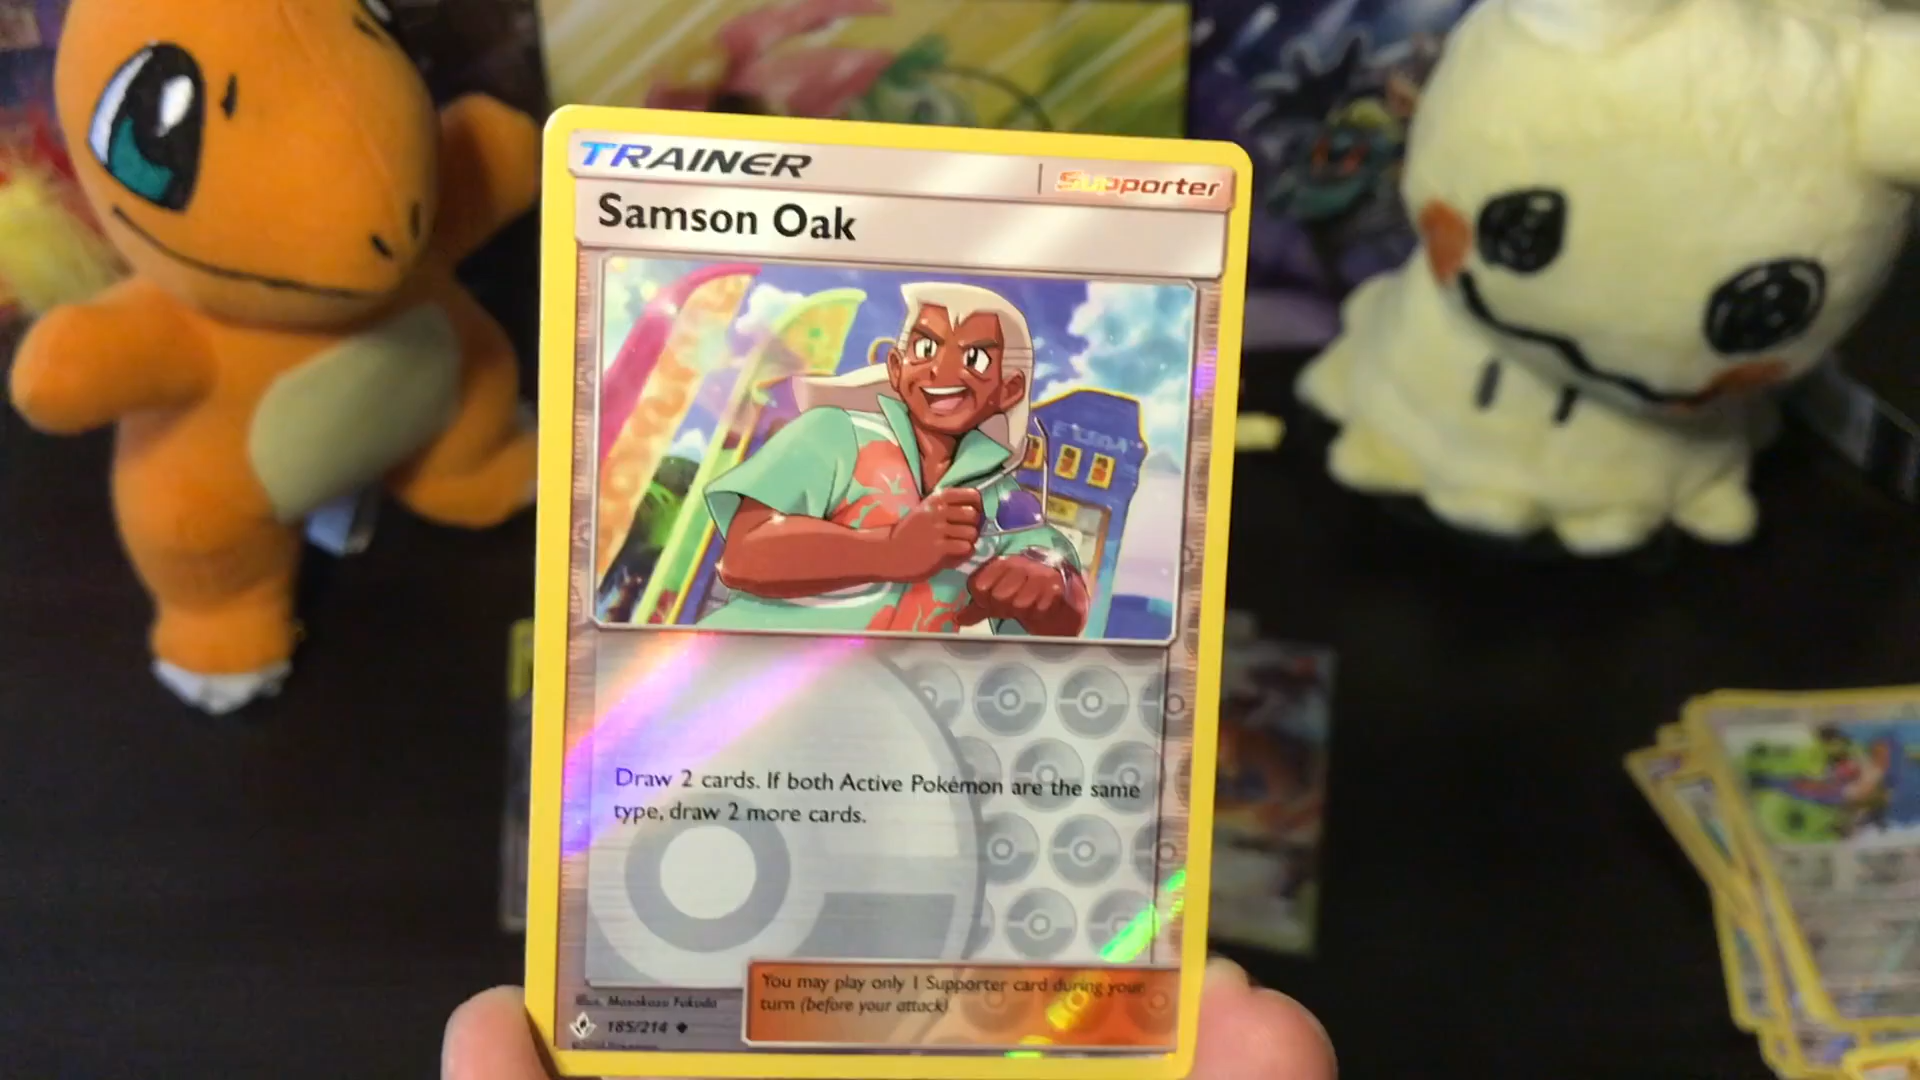 TRAINER
Supporter
Samson Oak
Draw 2 cards. If both Active Pokémon are the same
type, draw 2 more cards.
You may play only 1 Supporter card during your
turn (before your attack)
Illus. Masakazu Fukuda
185/214